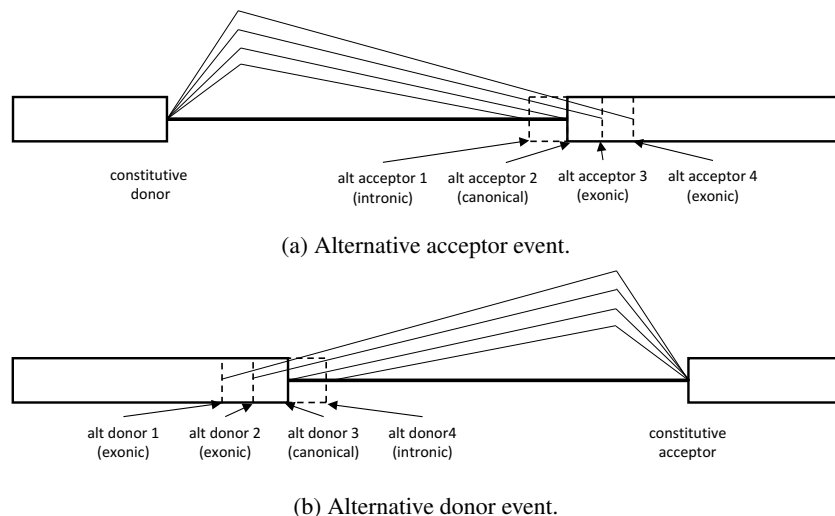 alt acceptor 1 alt acceptor 2 alt acceptor 3 alt acceptor 4
constitutive (intronic) (canonical) (exonic) (exonic)
donor
(a) Alternative acceptor event.
alt donor 1 alt donor 2 alt donor 3 alt donor4 constitutive
(exonic) (exonic) (canonical) (intronic) acceptor
(b) Alternative donor event.